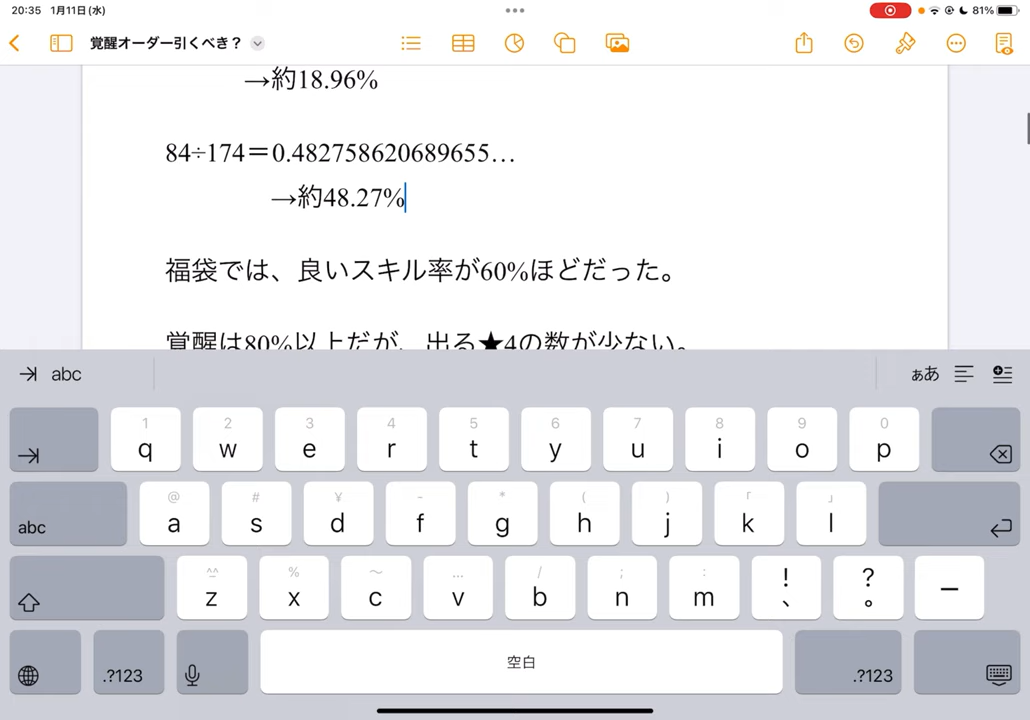 20:35 1月11日(水)
81%
覚醒オーダー引くべき？
→約18.96%
84÷174＝0.482758620689655…
→約48.27%
福袋では、良いスキル率が60%ほどだった。
覚醒は80%以上だが、出る★4の数が少ない。
abc
ぁあ
1 2 3 4 5 6 7 8 9 0
q w e r t y u i o p
@ # ¥ - * ( ) 「 」
abc a s d f g h j k l
^^ % 〜 … / ; : ! ?
z x c v b n m 、 。 ー
.?123 空白 .?123